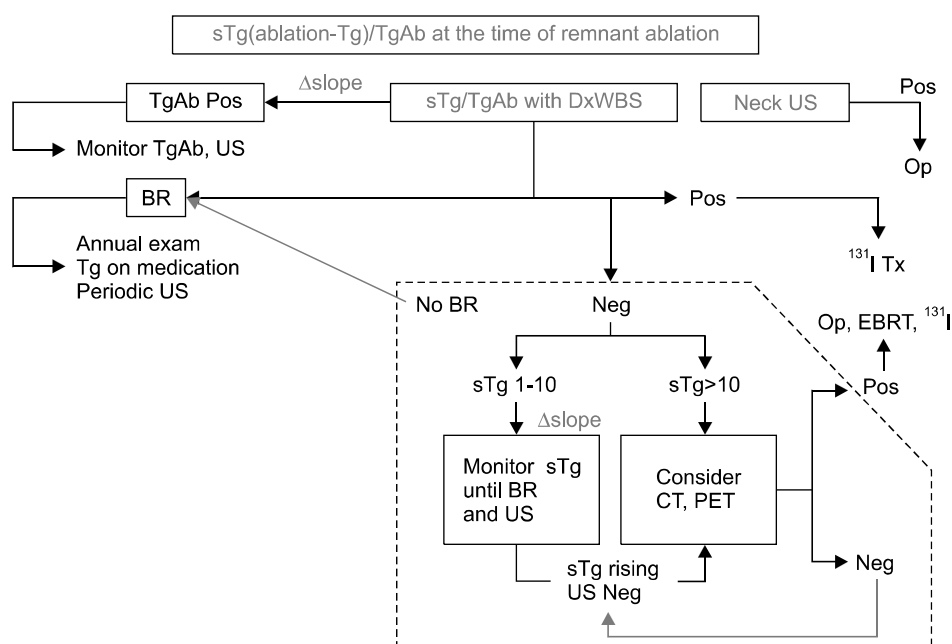 sTg(ablation-Tg)/TgAb at the time of remnant ablation
TgAb Pos
Δslope
sTg/TgAb with DxWBS
Neck US
Pos
Monitor TgAb, US
Op
BR
Pos
Annual exam
Tg on medication
Periodic US
¹³¹I Tx
No BR
Neg
Op, EBRT, ¹³¹I
sTg 1-10
sTg>10
Pos
Δslope
Monitor sTg
until BR
and US
Consider
CT, PET
sTg rising
US Neg
Neg